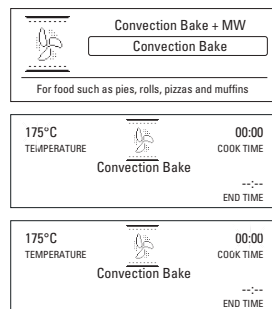 Convection Bake + MW
Convection Bake
For food such as pies, rolls, pizzas and muffins
175°C 00:00
TEMPERATURE COOK TIME
Convection Bake
--:--
END TIME
175°C 00:00
TEMPERATURE COOK TIME
Convection Bake
--:--
END TIME